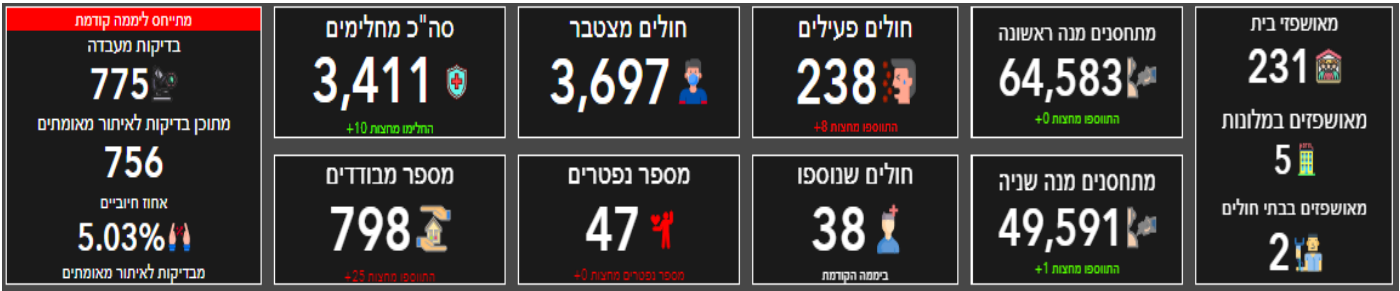 מאושפזי בית
231
מאושפזים במלונות
5
מאושפזים בבתי חולים
2
מתחסנים מנה ראשונה
64,583
התווספו מחצות 0+
מתחסנים מנה שניה
49,591
התווספו מחצות 1+
חולים פעילים
238
התווספו מחצות 8+
חולים שנוספו
38
ביממה הקודמת
חולים מצטבר
3,697
מספר נפטרים
47
מספר נפטרים מחצות 0+
סה"כ מחלימים
3,411
החלימו מחצות 10+
מספר מבודדים
798
התווספו מחצות 25+
מתייחס ליממה קודמת
בדיקות מעבדה
775
מתוכן בדיקות לאיתור מאומתים
756
אחוז חיוביים
5.03%
מבדיקות לאיתור מאומתים